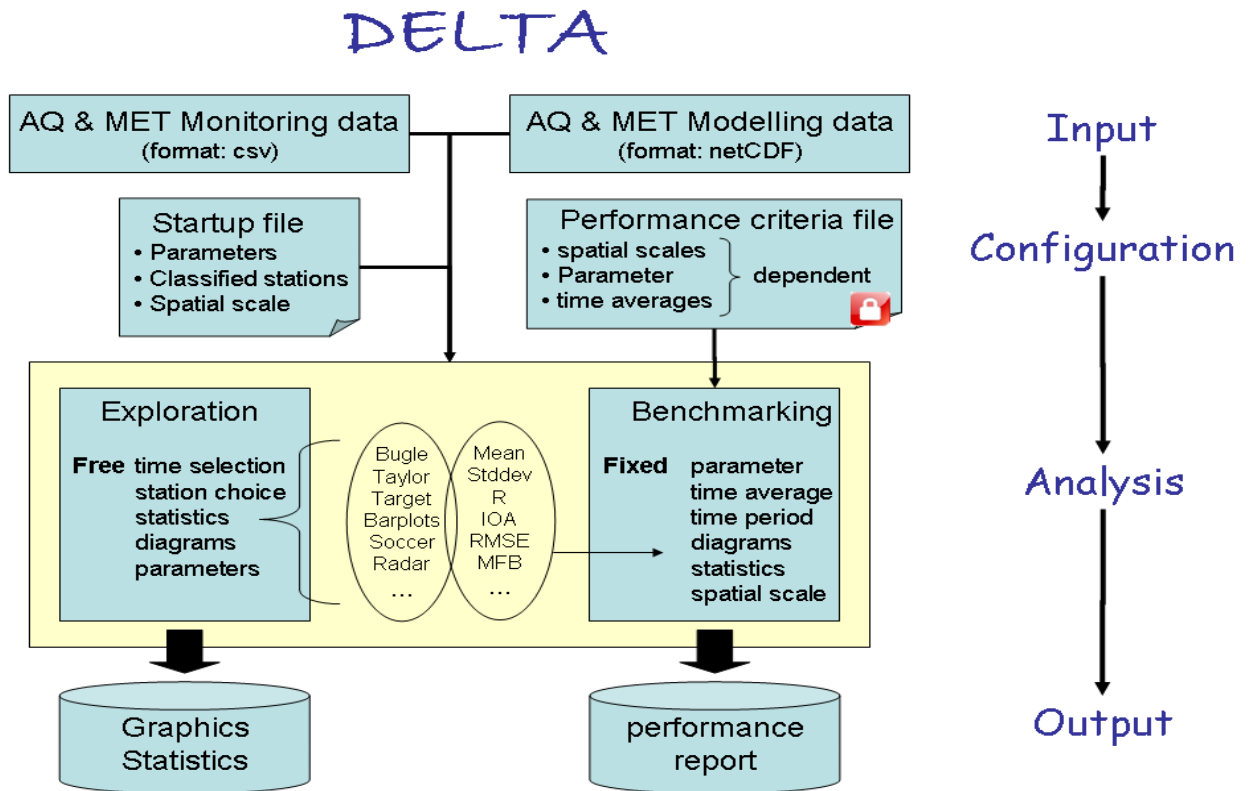 DELTA
AQ & MET Monitoring data
(format: csv)
AQ & MET Modelling data
(format: netCDF)
Input
Startup file
• Parameters
• Classified stations
• Spatial scale
Performance criteria file
• spatial scales
• Parameter
• time averages
dependent
Configuration
Exploration
Free time selection
station choice
statistics
diagrams
parameters
Bugle
Taylor
Target
Barplots
Soccer
Radar
...
Mean
Stddev
R
IOA
RMSE
MFB
...
Benchmarking
Fixed parameter
time average
time period
diagrams
statistics
spatial scale
Analysis
Graphics
Statistics
performance
report
Output